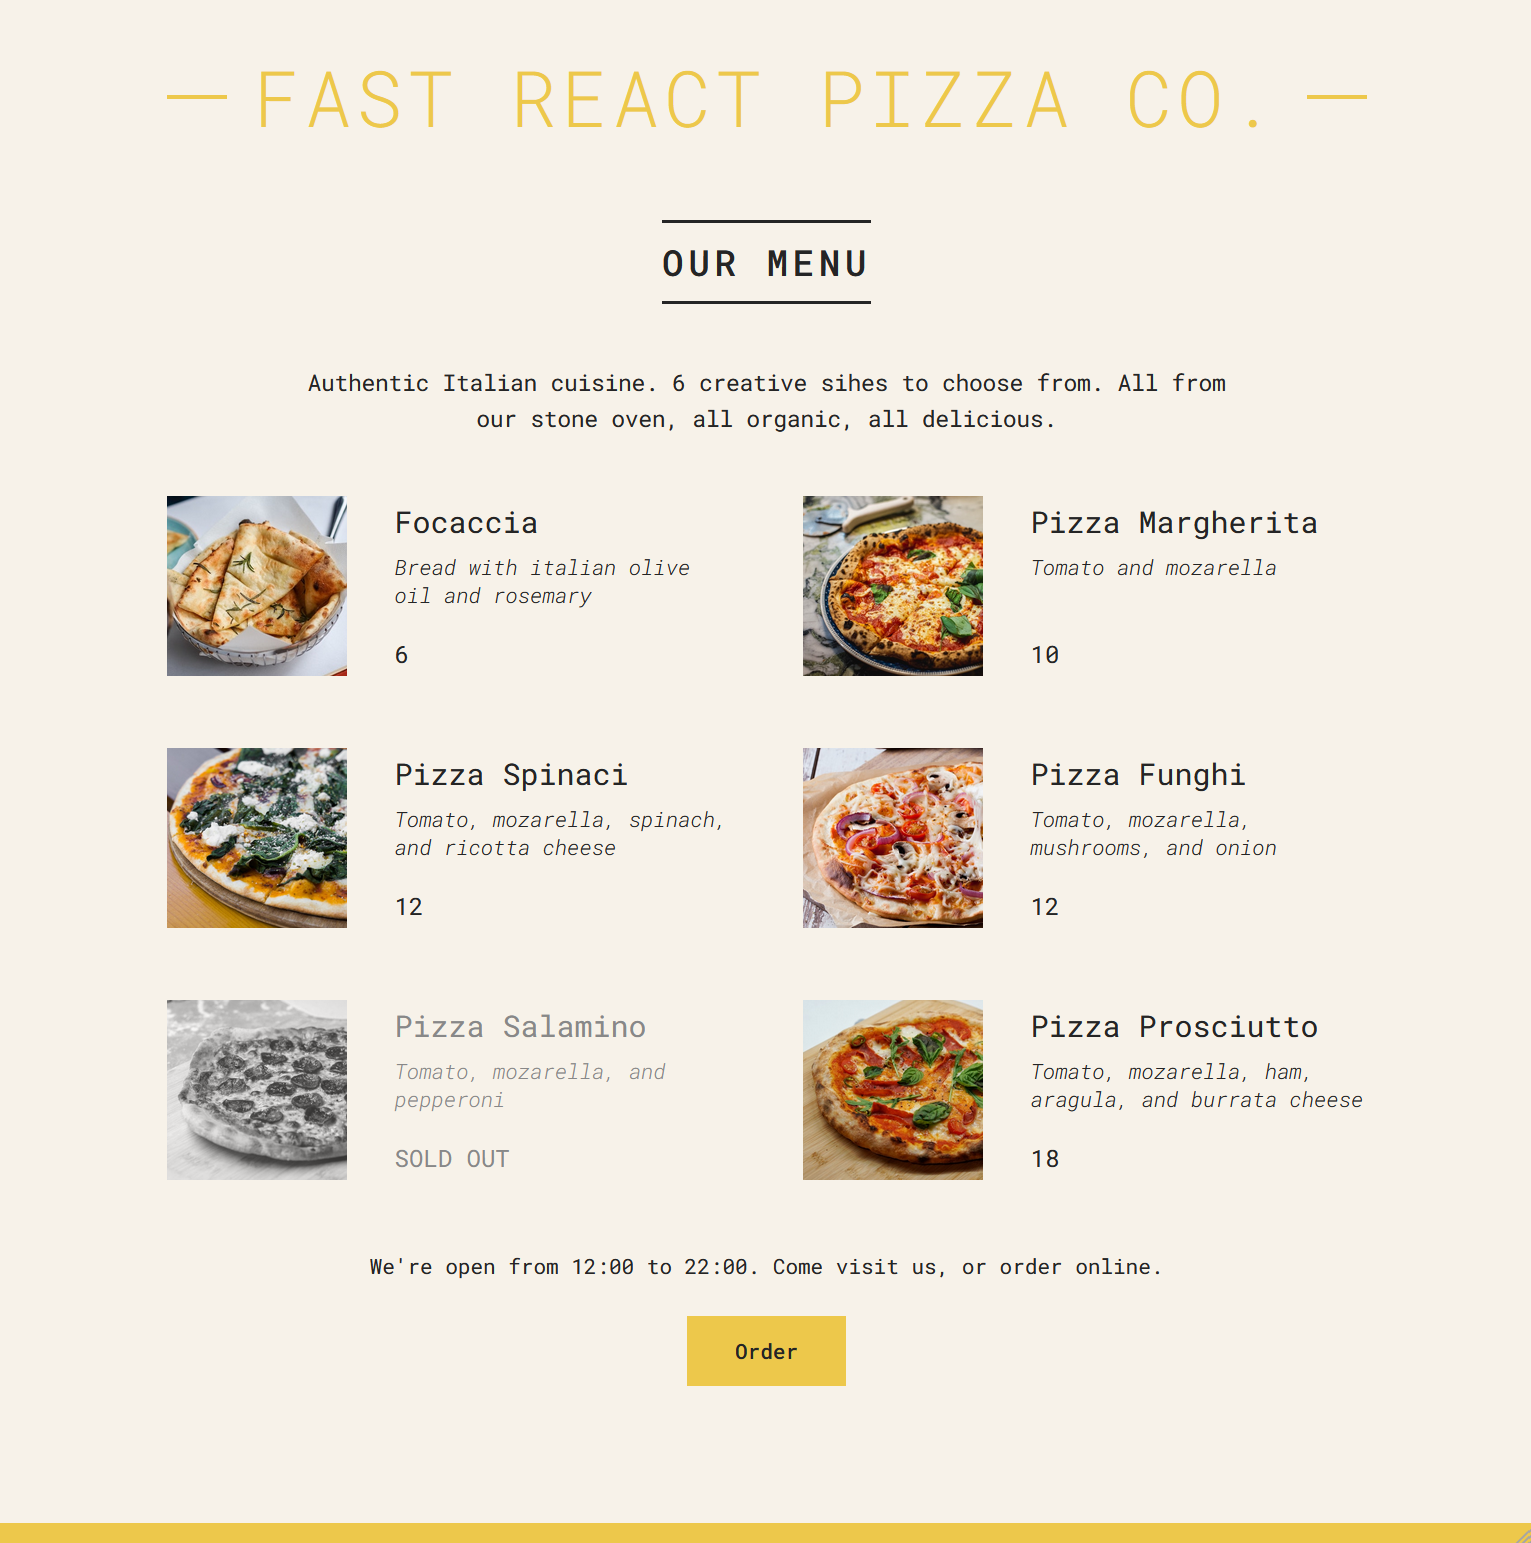 FAST REACT PIZZA CO.
OUR MENU
Authentic Italian cuisine. 6 creative sihes to choose from. All from
our stone oven, all organic, all delicious.
Focaccia
Bread with italian olive
oil and rosemary
6
Pizza Margherita
Tomato and mozarella
10
Pizza Spinaci
Tomato, mozarella, spinach,
and ricotta cheese
12
Pizza Funghi
Tomato, mozarella,
mushrooms, and onion
12
Pizza Salamino
Tomato, mozarella, and
pepperoni
SOLD OUT
Pizza Prosciutto
Tomato, mozarella, ham,
aragula, and burrata cheese
18
We're open from 12:00 to 22:00. Come visit us, or order online.
Order